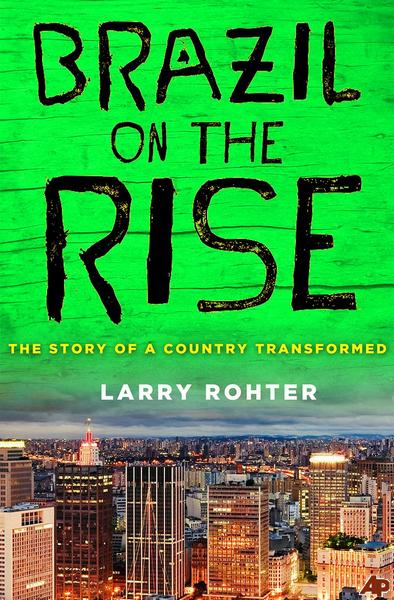 BRAZIL
ON THE
RISE
THE STORY OF A COUNTRY TRANSFORMED
LARRY ROHTER
AP